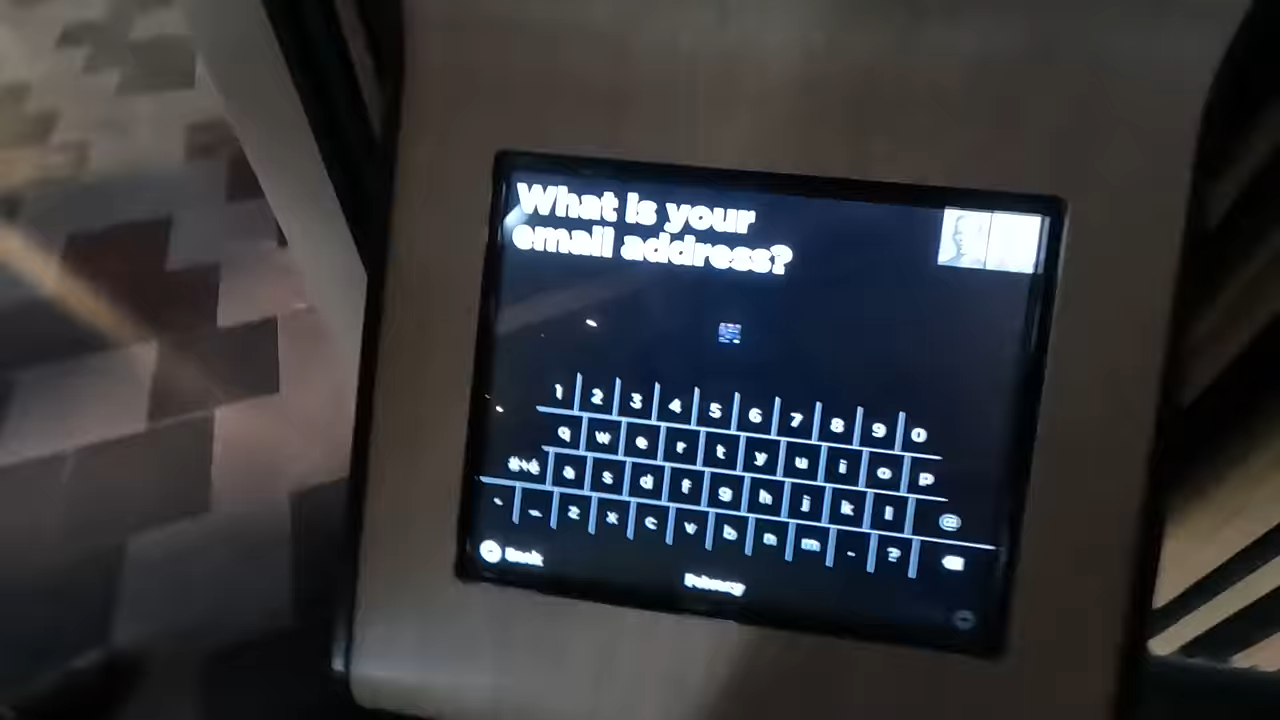 What is your
email address?
1 2 3 4 5 6 7 8 9 0
q w e r t y u i o p
#+é a s d f g h j k l @
- _ z x c v b n m . ?
Back
Privacy